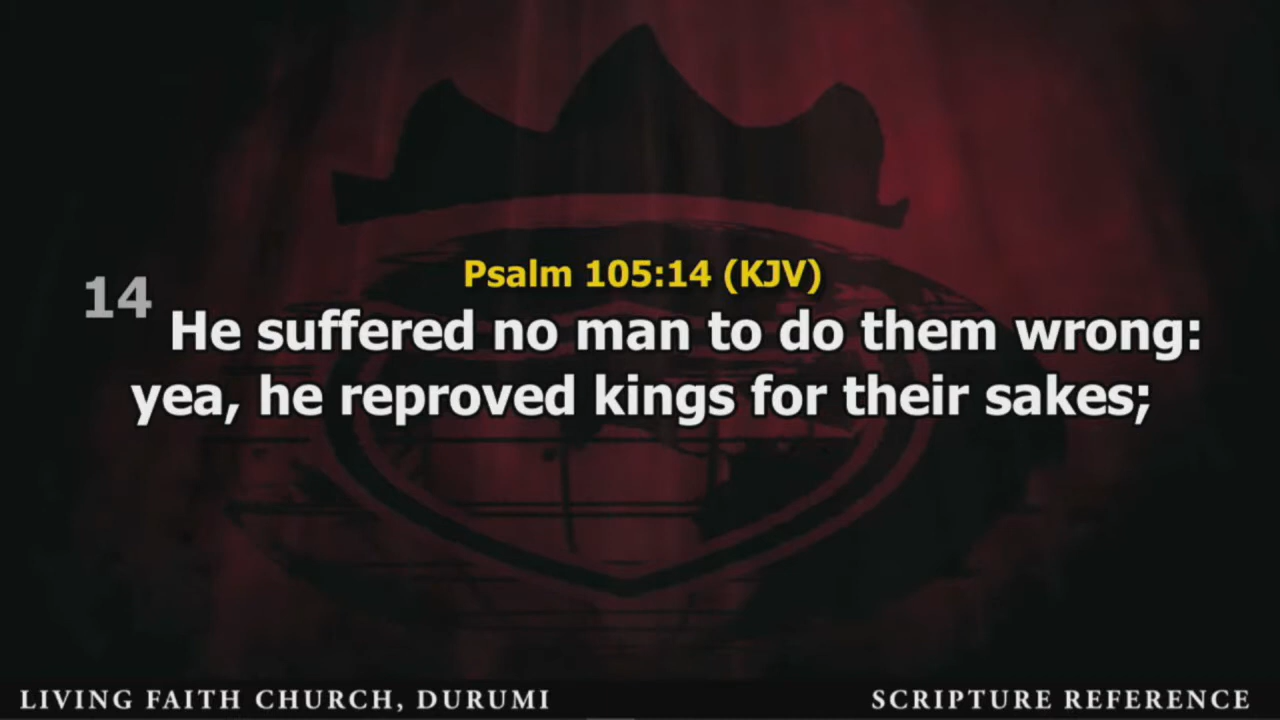 Psalm 105:14 (KJV)
14 He suffered no man to do them wrong:
yea, he reproved kings for their sakes;
LIVING FAITH CHURCH, DURUMI
SCRIPTURE REFERENCE